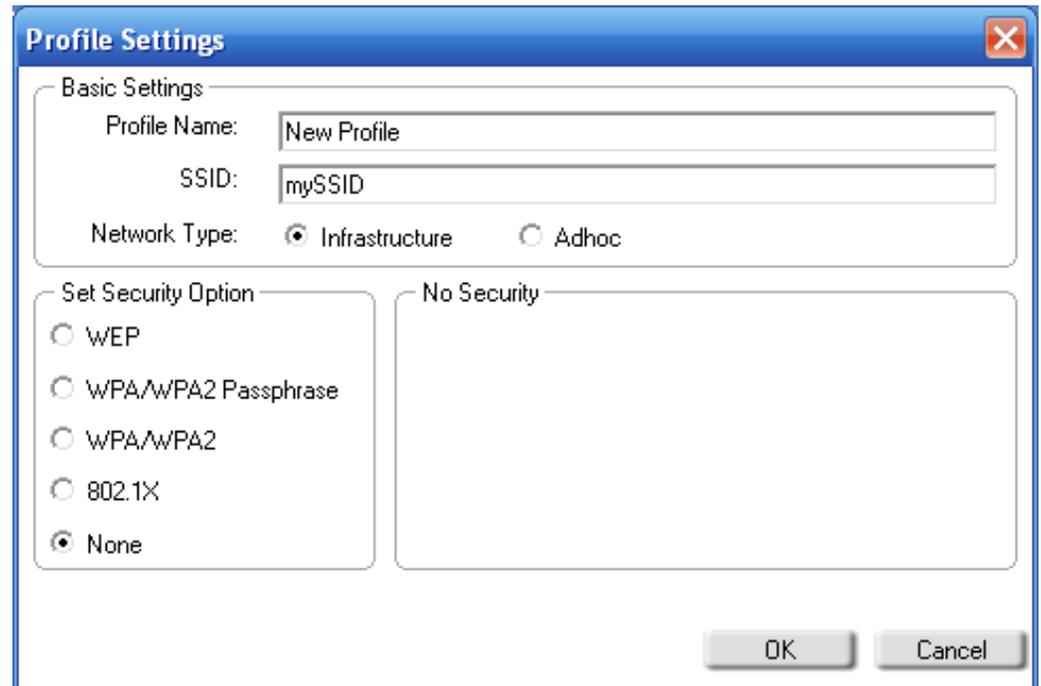 Profile Settings
Basic Settings
Profile Name: New Profile
SSID: mySSID
Network Type: Infrastructure Adhoc
Set Security Option
WEP
WPA/WPA2 Passphrase
WPA/WPA2
802.1X
None
No Security
OK Cancel